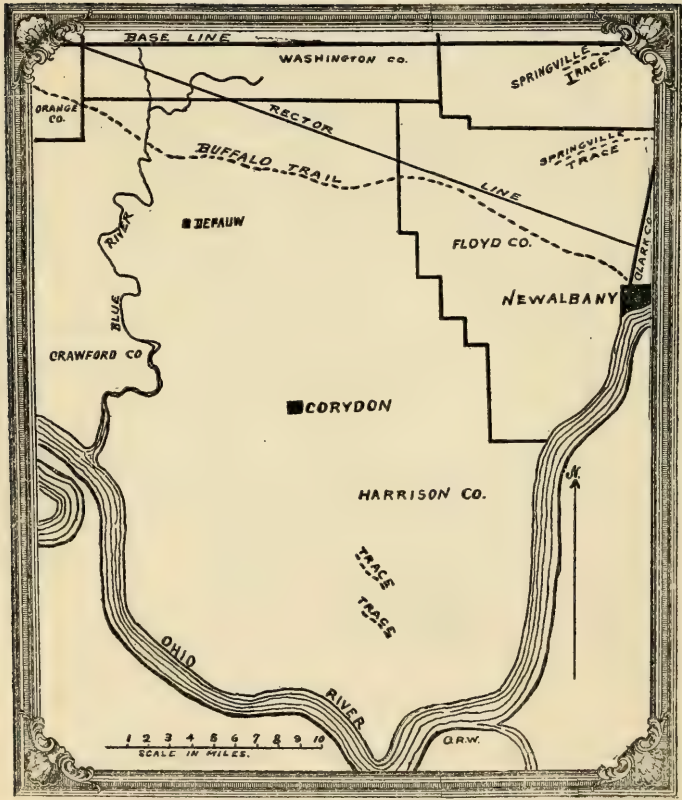 BASE LINE
WASHINGTON CO.
SPRINGVILLE
TRACE.
ORANGE
CO.
RECTOR
LINE
BUFFALO TRAIL
SPRINGVILLE
TRACE
DEPAUW
RIVER
BLUE
FLOYD CO.
CLARK CO.
NEWALBANY
CRAWFORD CO
CORYDON
N.
HARRISON CO.
TRACE
TRACE
OHIO
RIVER
1 2 3 4 5 6 7 8 9 10
SCALE IN MILES.
O.R.W.